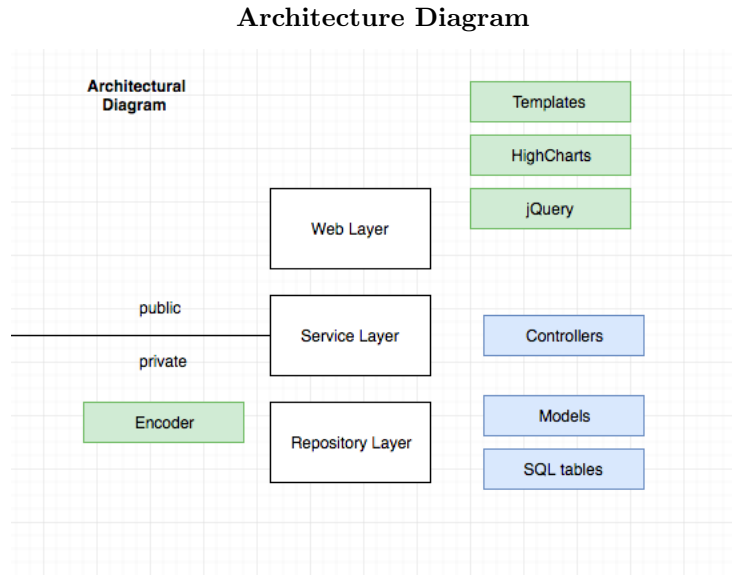 Architecture Diagram
Architectural
Diagram
Templates
HighCharts
jQuery
Web Layer
public
Service Layer
Controllers
private
Encoder
Repository Layer
Models
SQL tables